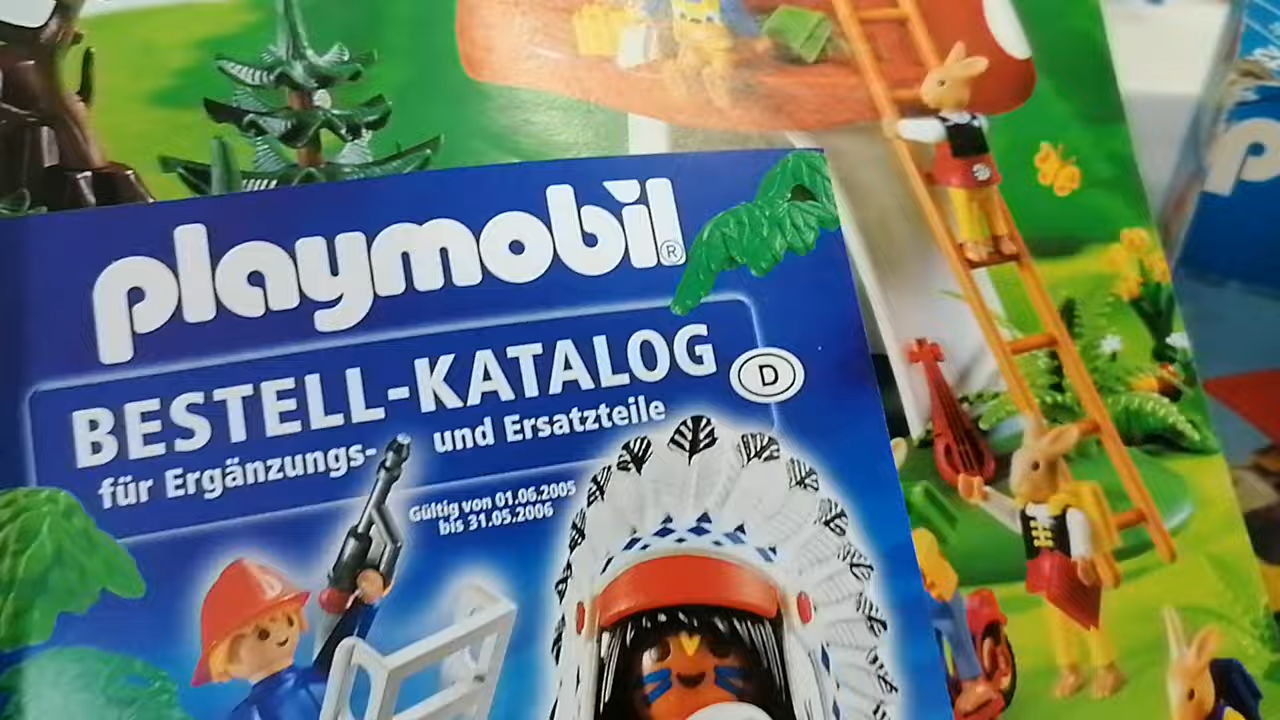 playmobil®
BESTELL-KATALOG
für Ergänzungs- und Ersatzteile
D
Gültig von 01.06.2005
bis 31.05.2006